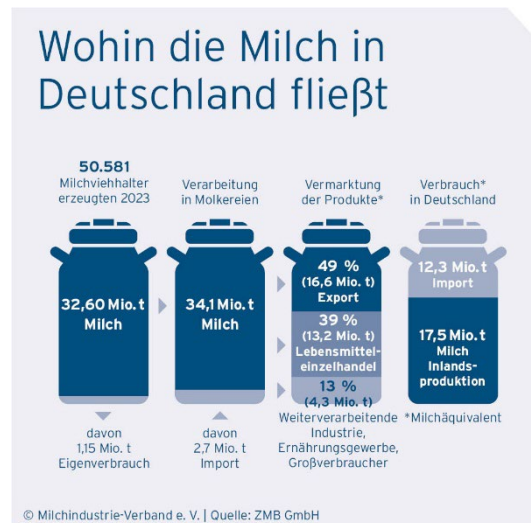 Wohin die Milch in
Deutschland fließt
50.581
Milchviehhalter
erzeugten 2023
Verarbeitung
in Molkereien
Vermarktung
der Produkte*
Verbrauch*
in Deutschland
32,60 Mio. t
Milch
34,1 Mio. t
Milch
49 %
(16,6 Mio. t)
Export
39 %
(13,2 Mio. t)
Lebensmittel-
einzelhandel
13 %
(4,3 Mio. t)
12,3 Mio. t
Import
17,5 Mio. t
Milch
Inlands-
produktion
davon
1,15 Mio. t
Eigenverbrauch
davon
2,7 Mio. t
Import
Weiterverarbeitende
Industrie,
Ernährungsgewerbe,
Großverbraucher
*Milchäquivalent
© Milchindustrie-Verband e. V. | Quelle: ZMB GmbH